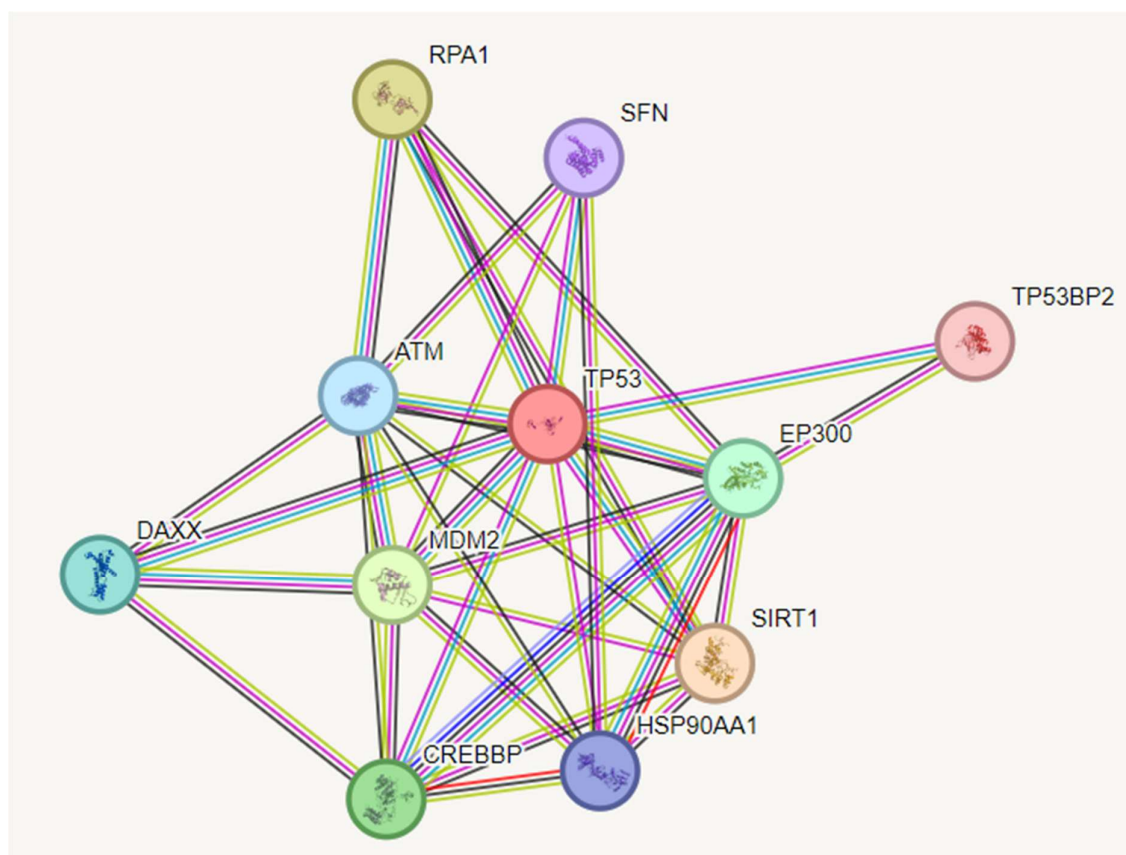 RPA1
SFN
TP53BP2
ATM
TP53
EP300
DAXX
MDM2
SIRT1
HSP90AA1
CREBBP